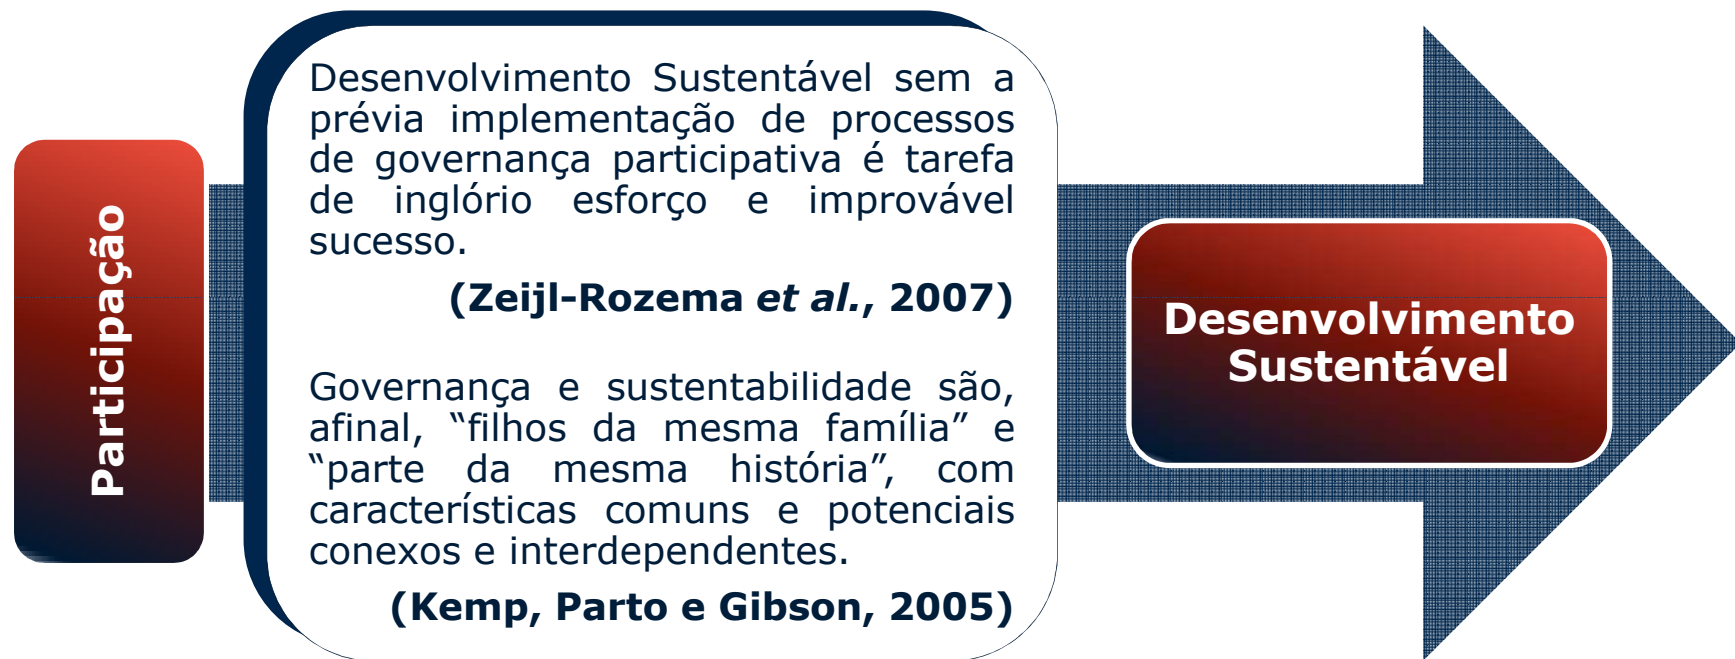 Participação
Desenvolvimento Sustentável sem a
prévia implementação de processos
de governança participativa é tarefa
de inglório esforço e improvável
sucesso.
(Zeijl-Rozema et al., 2007)
Governança e sustentabilidade são,
afinal, “filhos da mesma família” e
“parte da mesma história”, com
características comuns e potenciais
conexos e interdependentes.
(Kemp, Parto e Gibson, 2005)
Desenvolvimento
Sustentável